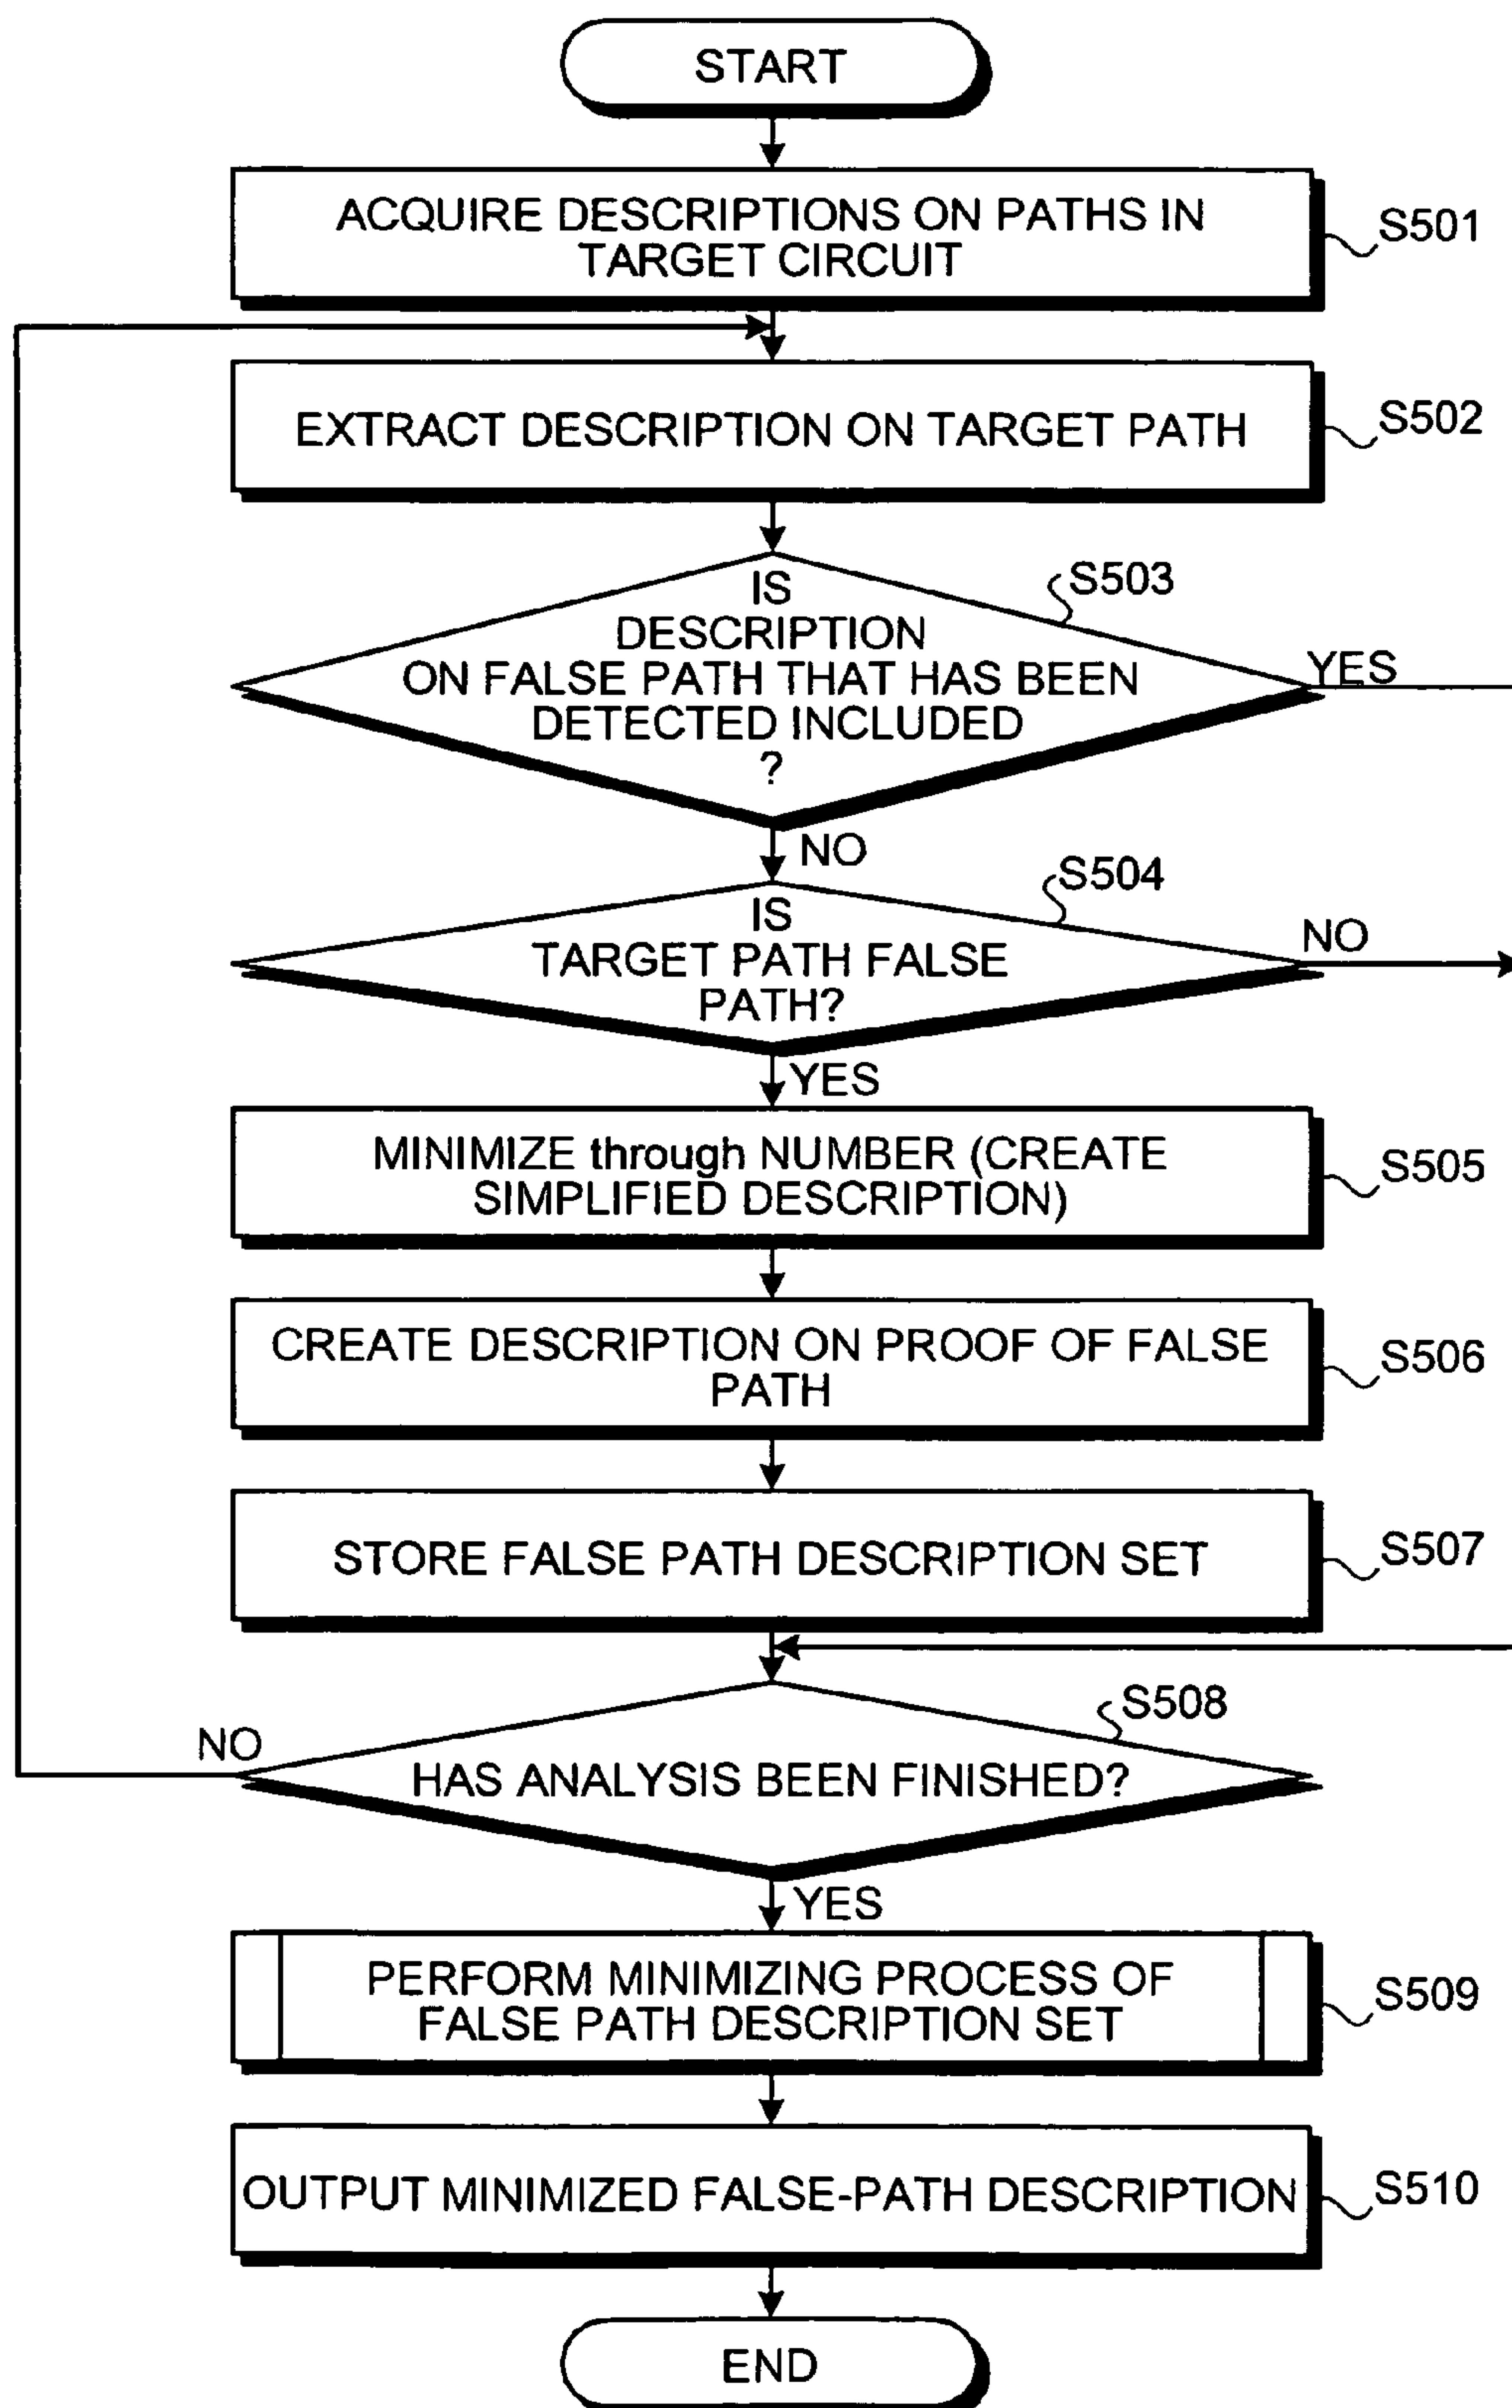 START
ACQUIRE DESCRIPTIONS ON PATHS IN
TARGET CIRCUIT
S501
EXTRACT DESCRIPTION ON TARGET PATH
S502
S503
IS
DESCRIPTION
ON FALSE PATH THAT HAS BEEN
DETECTED INCLUDED
?
YES
NO
S504
IS
TARGET PATH FALSE
PATH?
NO
YES
MINIMIZE through NUMBER (CREATE
SIMPLIFIED DESCRIPTION)
S505
CREATE DESCRIPTION ON PROOF OF FALSE
PATH
S506
STORE FALSE PATH DESCRIPTION SET
S507
S508
NO
HAS ANALYSIS BEEN FINISHED?
YES
PERFORM MINIMIZING PROCESS OF
FALSE PATH DESCRIPTION SET
S509
OUTPUT MINIMIZED FALSE-PATH DESCRIPTION
S510
END